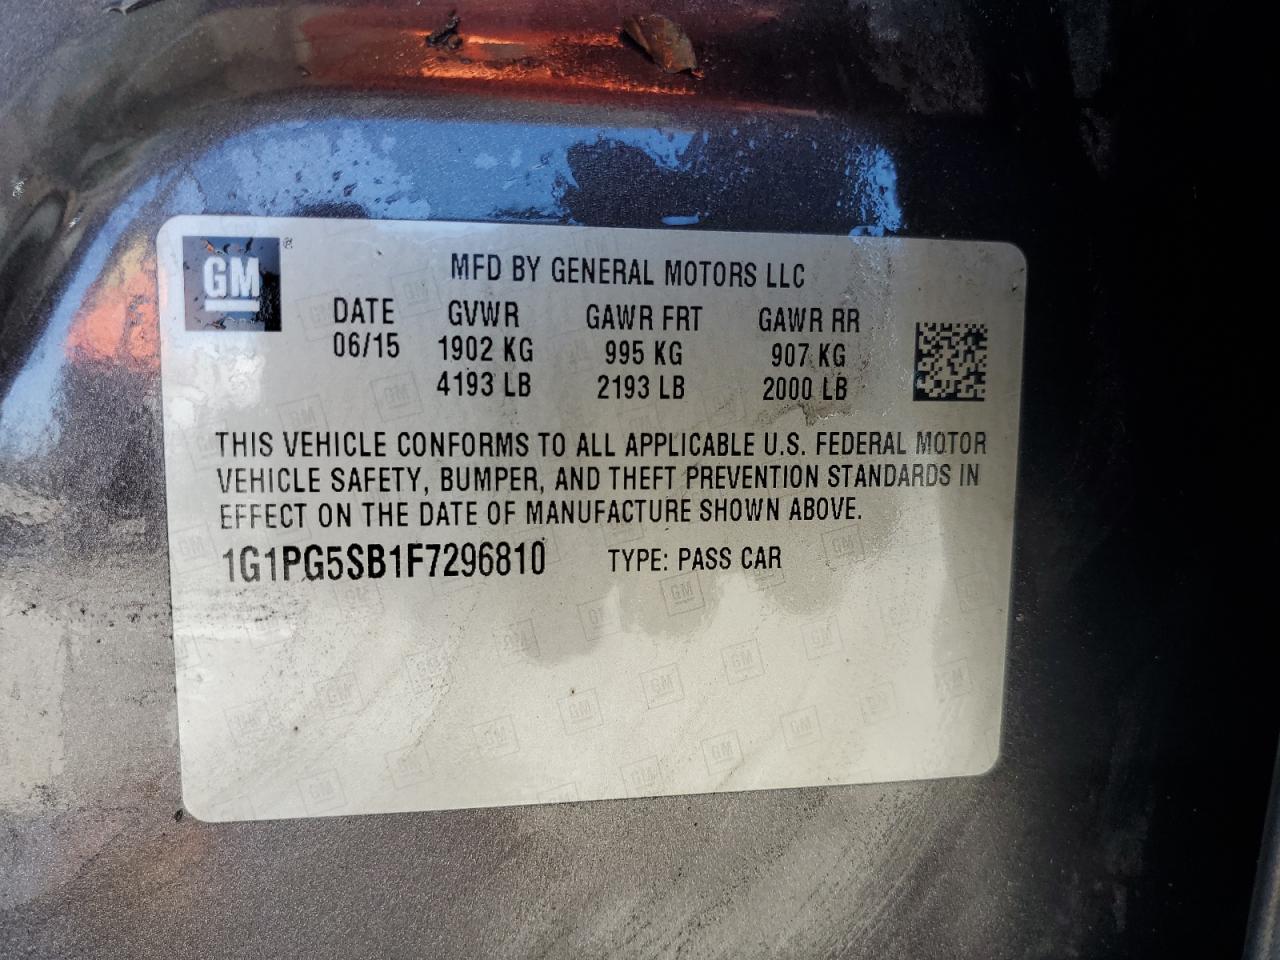 GM ®
MFD BY GENERAL MOTORS LLC
DATE GVWR GAWR FRT GAWR RR
06/15 1902 KG 995 KG 907 KG
4193 LB 2193 LB 2000 LB
THIS VEHICLE CONFORMS TO ALL APPLICABLE U.S. FEDERAL MOTOR
VEHICLE SAFETY, BUMPER, AND THEFT PREVENTION STANDARDS IN
EFFECT ON THE DATE OF MANUFACTURE SHOWN ABOVE.
1G1PG5SB1F7296810 TYPE: PASS CAR